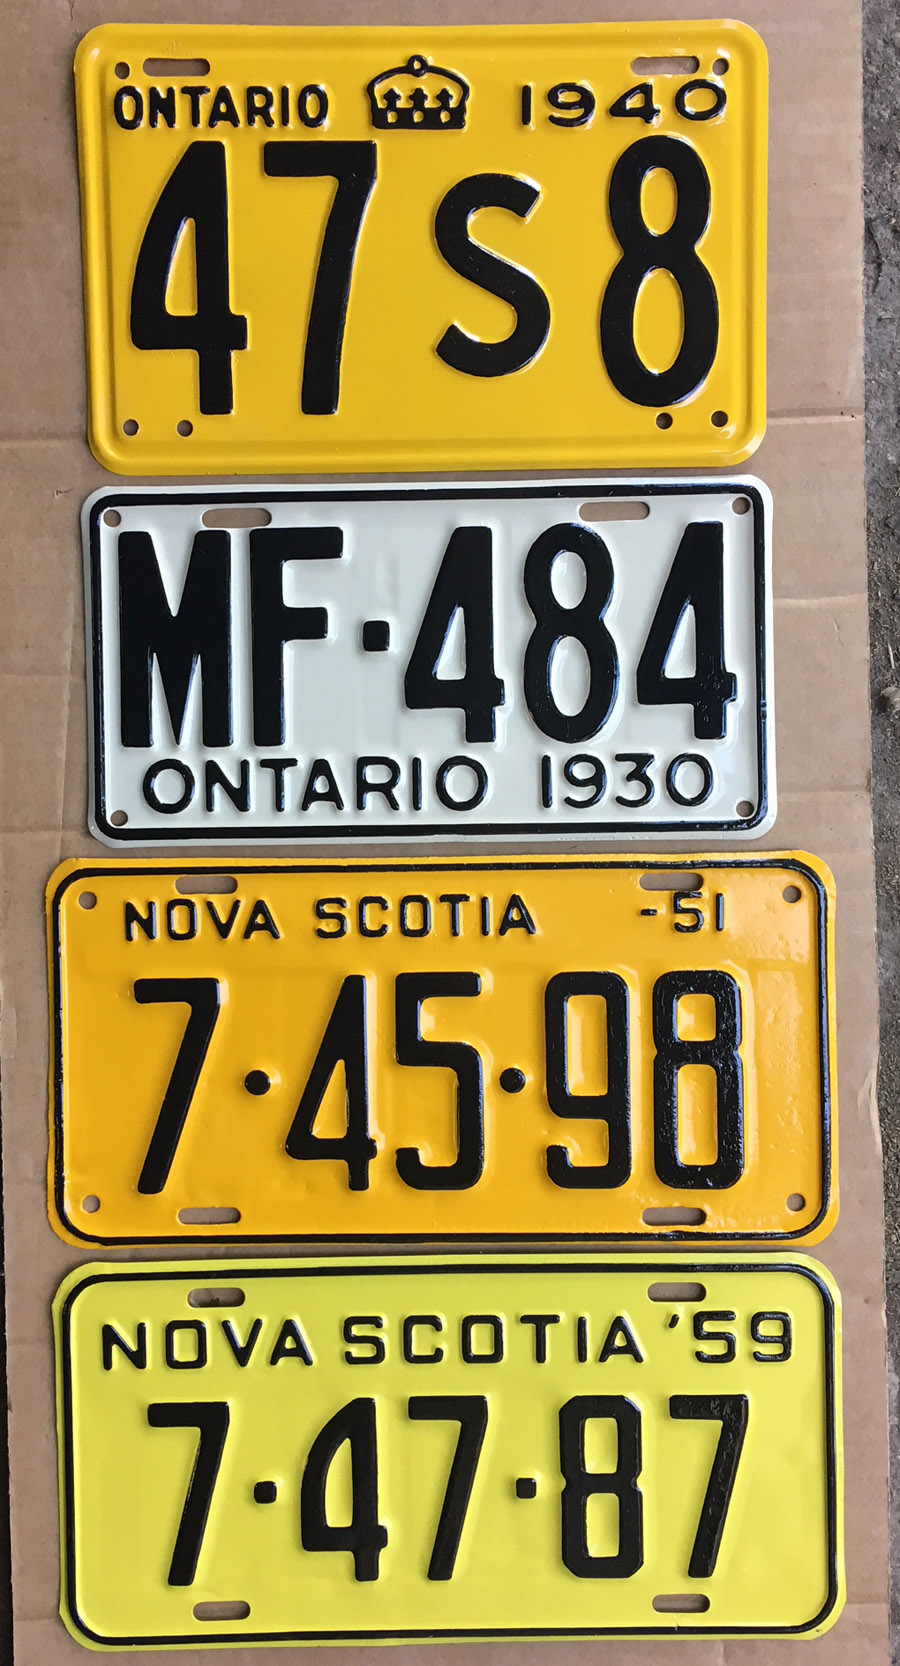 ONTARIO 1940
47S8
MF·484
ONTARIO 1930
NOVA SCOTIA -51
7·45·98
NOVA SCOTIA '59
7·47·87